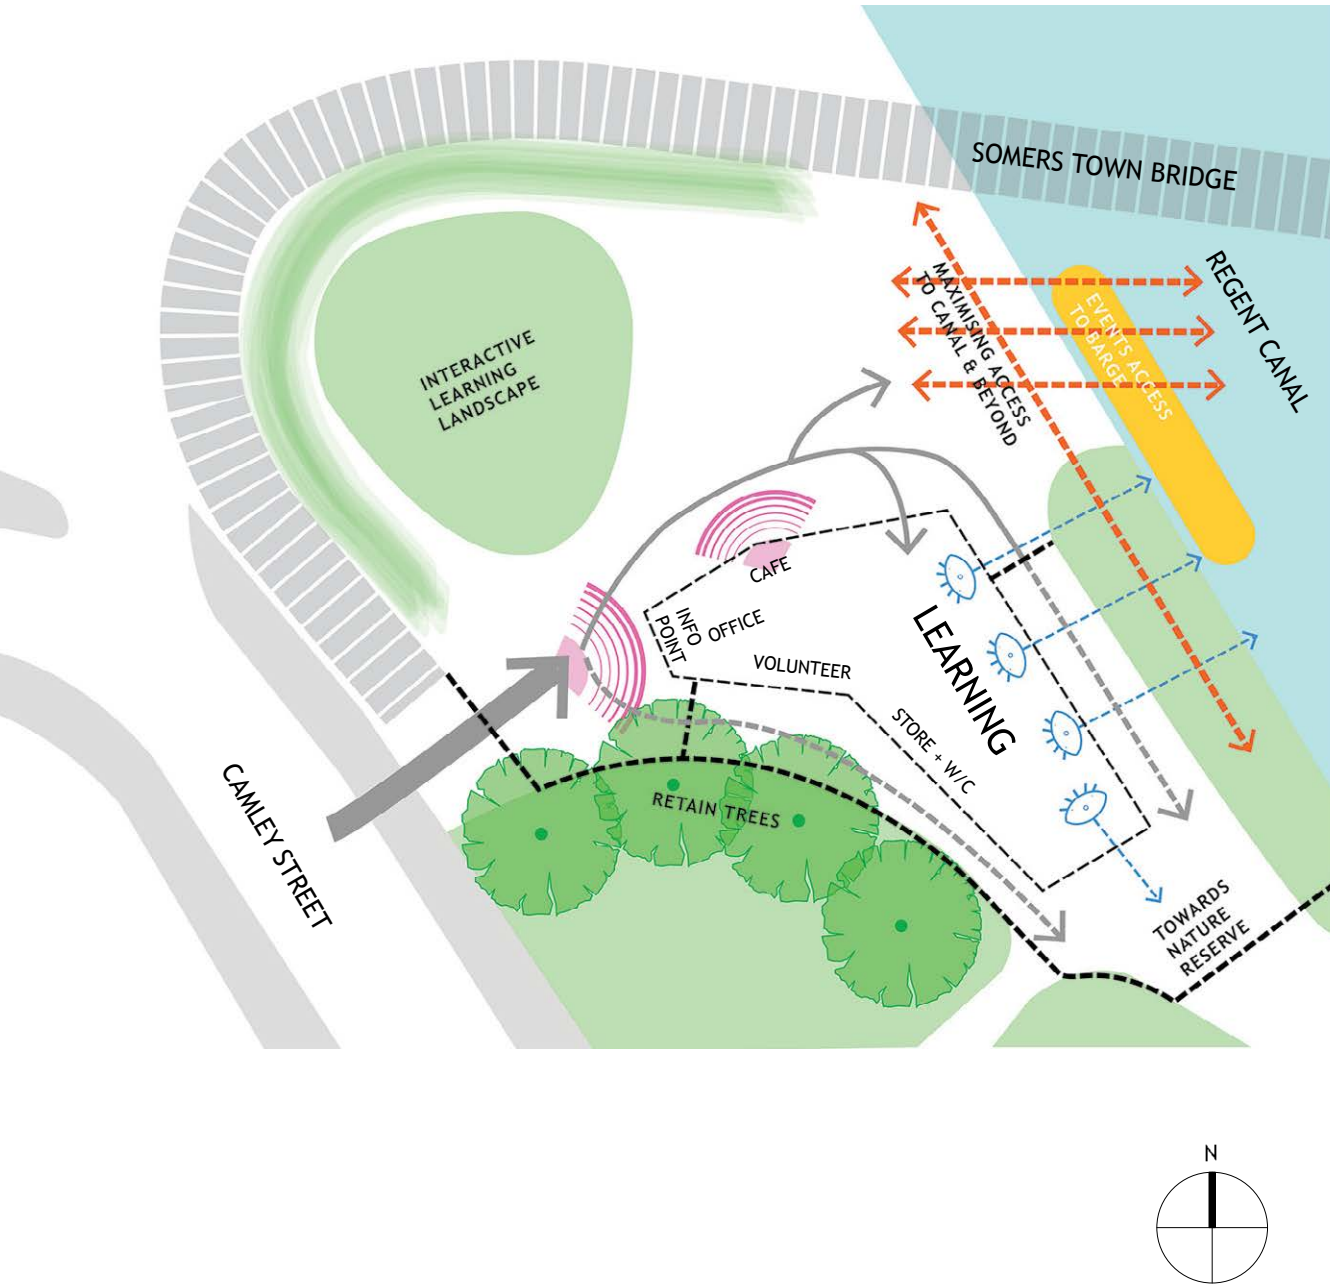 SOMERS TOWN BRIDGE
REGENT CANAL
MAXIMISING ACCESS
TO CANAL & BEYOND
EVENTS ACCESS
TO BARGE
INTERACTIVE
LEARNING
LANDSCAPE
CAFE
INFO
POINT
OFFICE
VOLUNTEER
LEARNING
STORE + W/C
RETAIN TREES
CAMLEY STREET
TOWARDS
NATURE
RESERVE
N